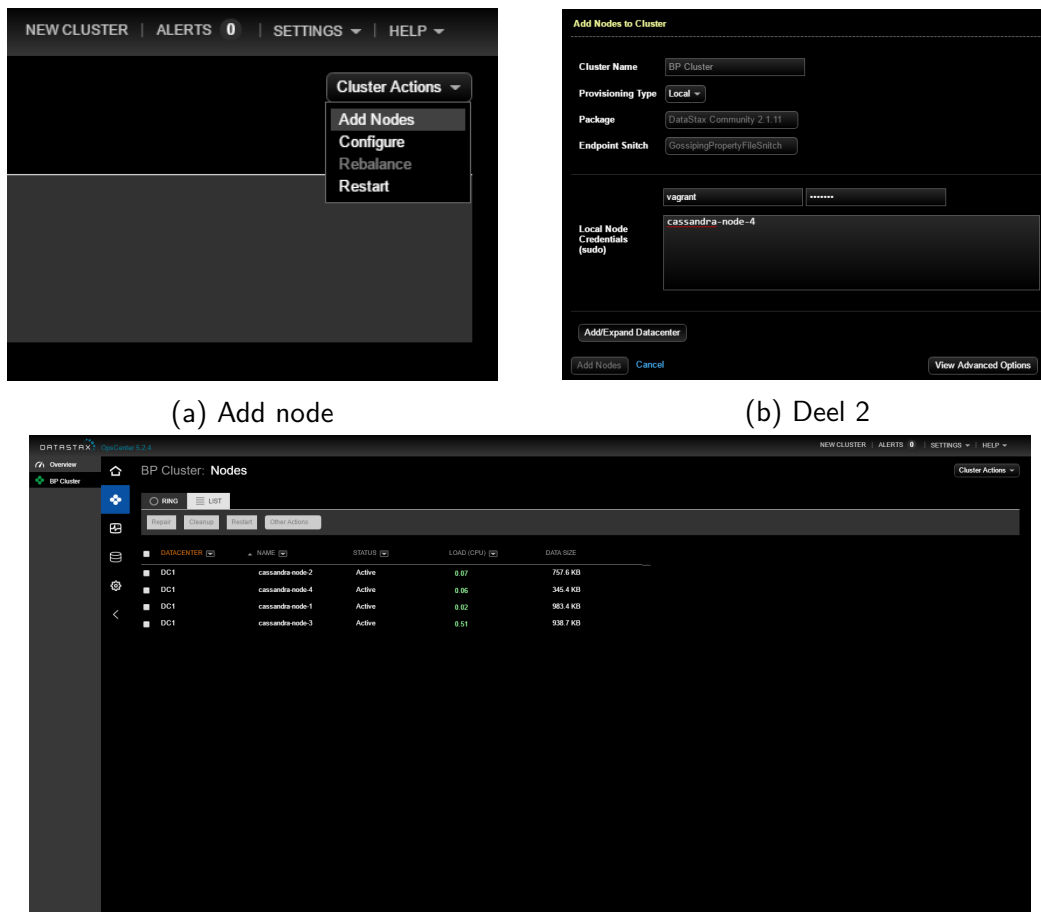 NEW CLUSTER | ALERTS 0 | SETTINGS | HELP
Cluster Actions
Add Nodes
Configure
Rebalance
Restart
Add Nodes to Cluster
Cluster Name BP Cluster
Provisioning Type Local
Package DataStax Community 2.1.11
Endpoint Snitch GossipingPropertyFileSnitch
vagrant •••••••
Local Node
Credentials
(sudo)
cassandra-node-4
Add/Expand Datacenter
Add Nodes Cancel View Advanced Options
(a) Add node
(b) Deel 2
DATASTAX OpsCenter 5.2.4 NEW CLUSTER | ALERTS 0 | SETTINGS | HELP
Overview
BP Cluster
BP Cluster: Nodes Cluster Actions
RING LIST
Repair Cleanup Restart Other Actions
DATACENTER NAME STATUS LOAD (CPU) DATA SIZE
DC1 cassandra-node-2 Active 0.07 757.6 KB
DC1 cassandra-node-4 Active 0.06 345.4 KB
DC1 cassandra-node-1 Active 0.02 983.4 KB
DC1 cassandra-node-3 Active 0.51 938.7 KB